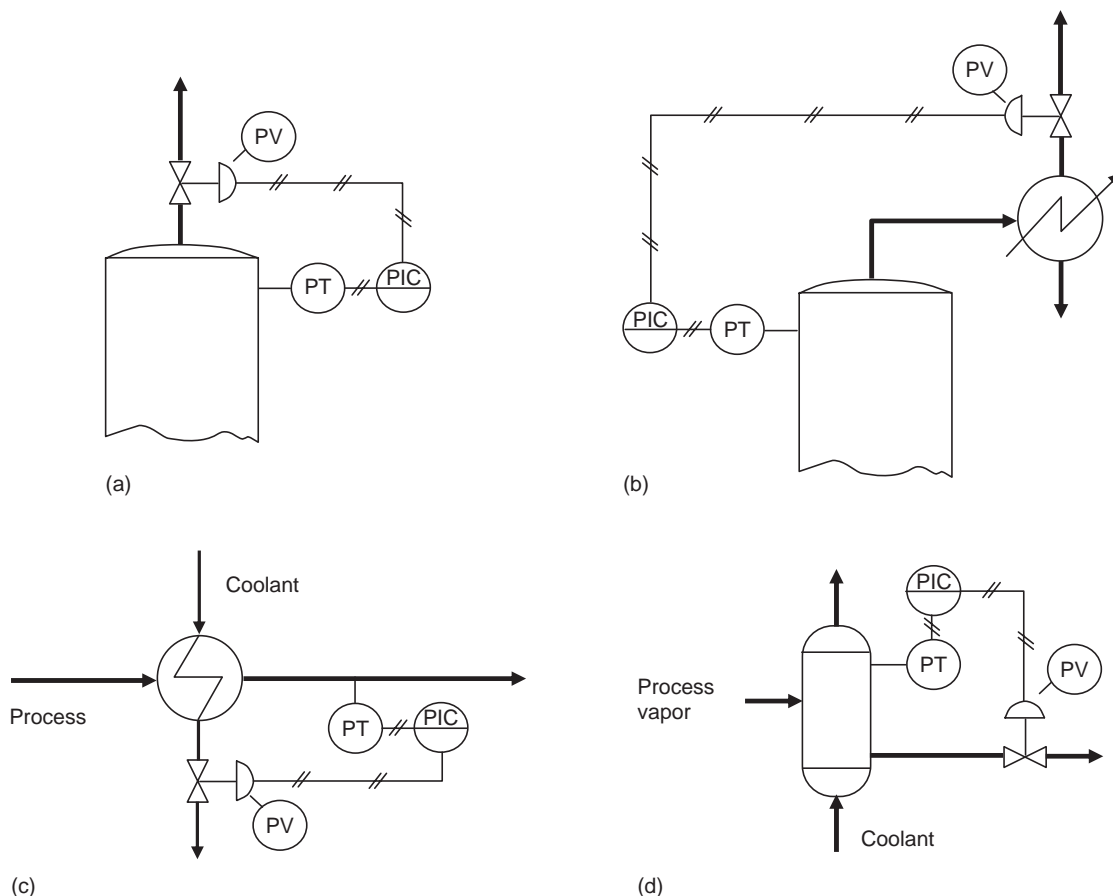 PV
PT
PIC
(a)
PV
PIC
PT
(b)
Coolant
Process
PT
PIC
PV
(c)
PIC
PT
PV
Process
vapor
Coolant
(d)